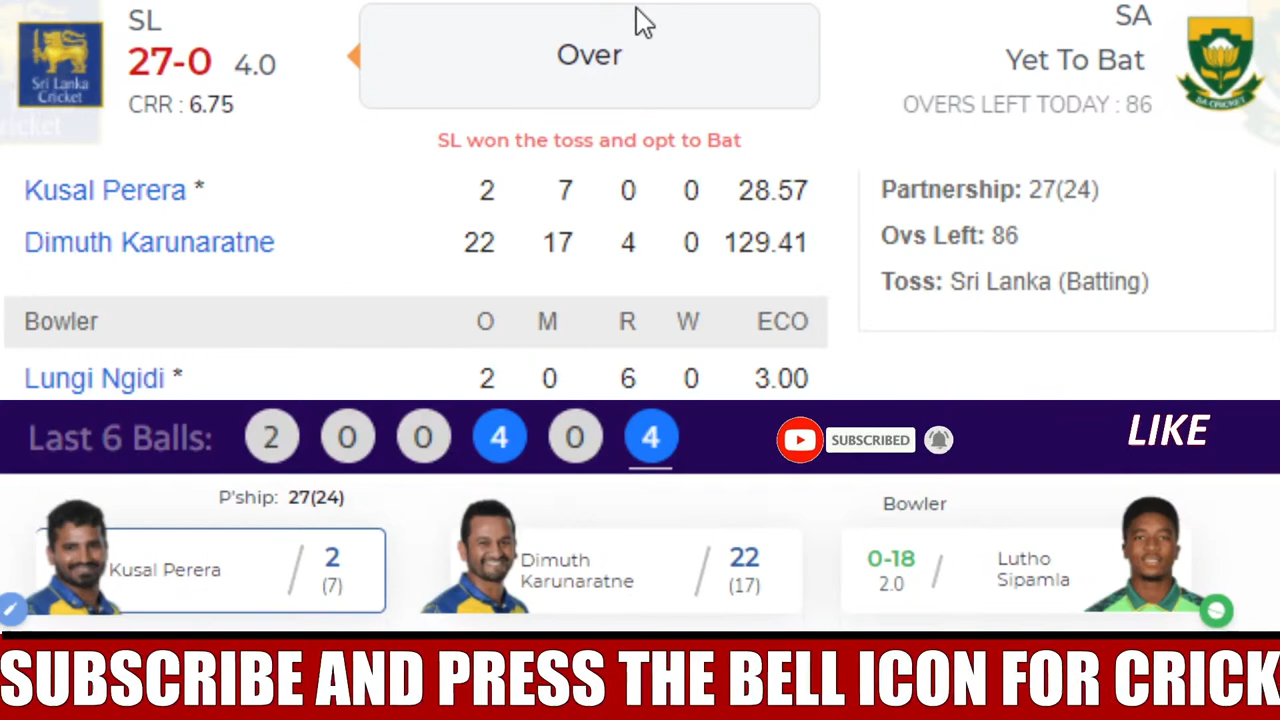 SL
27-0 4.0
CRR : 6.75
Sri Lanka
Cricket
Over
SA
Yet To Bat
OVERS LEFT TODAY : 86
SA CRICKET
SL won the toss and opt to Bat
Kusal Perera * 2 7 0 0 28.57
Dimuth Karunaratne 22 17 4 0 129.41
Partnership: 27(24)
Ovs Left: 86
Toss: Sri Lanka (Batting)
Bowler O M R W ECO
Lungi Ngidi * 2 0 6 0 3.00
Last 6 Balls: 2 0 0 4 0 4
SUBSCRIBED
LIKE
P'ship: 27(24)
Kusal Perera / 2
(7)
Dimuth
Karunaratne / 22
(17)
Bowler
0-18
2.0 /
Lutho
Sipamla
SUBSCRIBE AND PRESS THE BELL ICON FOR CRICK